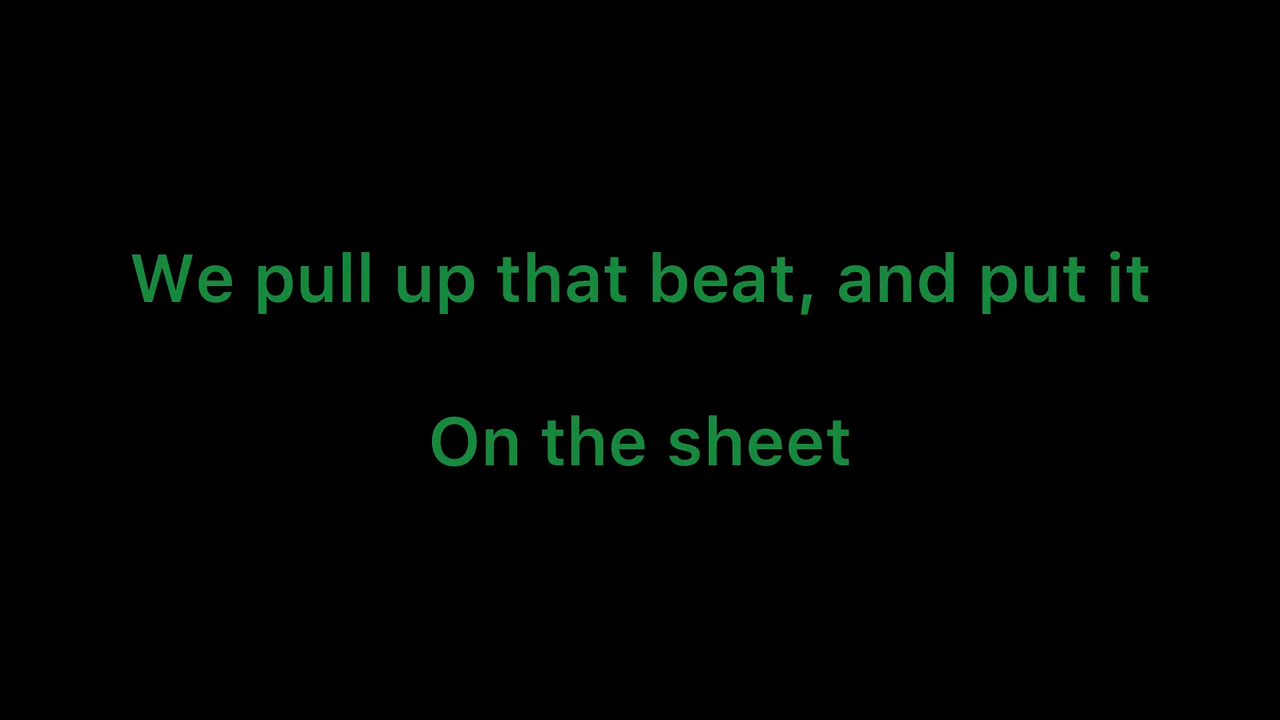 We pull up that beat, and put it
On the sheet